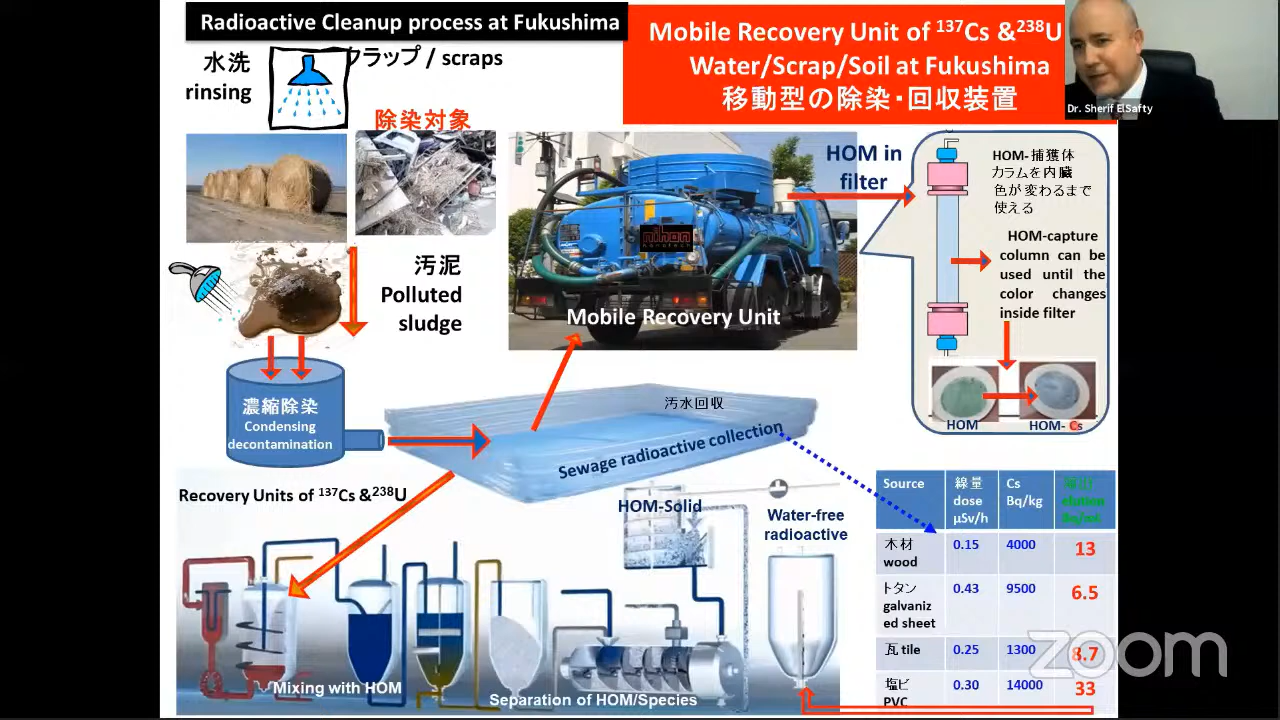 Radioactive Cleanup process at Fukushima
Mobile Recovery Unit of ¹³⁷Cs &²³⁸U
Water/Scrap/Soil at Fukushima
移動型の除染・回収装置
Dr. Sherif ElSafty
水洗
rinsing
クラップ / scraps
除染対象
汚泥
Polluted
sludge
nihon
Mobile Recovery Unit
HOM in
filter
HOM-捕獲体
カラムを内臓
色が変わるまで
使える
HOM-capture
column can be
used until the
color changes
inside filter
HOM
HOM- Cs
濃縮除染
Condensing
decontamination
汚水回収
Sewage radioactive collection
Recovery Units of ¹³⁷Cs &²³⁸U
HOM-Solid
Water-free
radioactive
Mixing with HOM
Separation of HOM/Species
Source 線量 dose µSv/h Cs Bq/kg elution
木材 wood 0.15 4000 13
トタン galvaniz ed sheet 0.43 9500 6.5
瓦 tile 0.25 1300 8.7
塩ビ PVC 0.30 14000 33
zoom